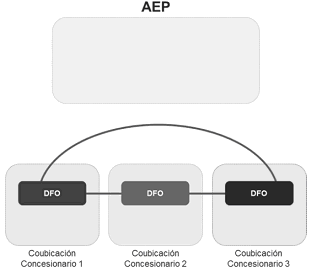 AEP
DFO
DFO
DFO
Coubicación
Concesionario 1
Coubicación
Concesionario 2
Coubicación
Concesionario 3